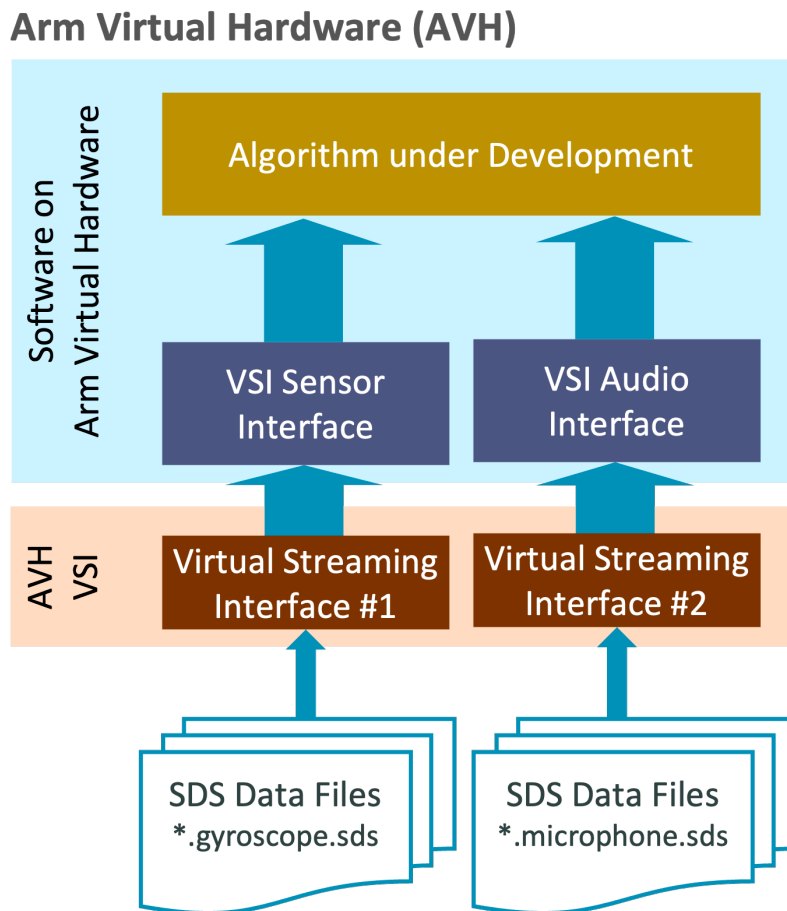 Arm Virtual Hardware (AVH)
Software on
Arm Virtual Hardware
Algorithm under Development
VSI Sensor
Interface
VSI Audio
Interface
AVH
VSI
Virtual Streaming
Interface #1
Virtual Streaming
Interface #2
SDS Data Files
*.gyroscope.sds
SDS Data Files
*.microphone.sds